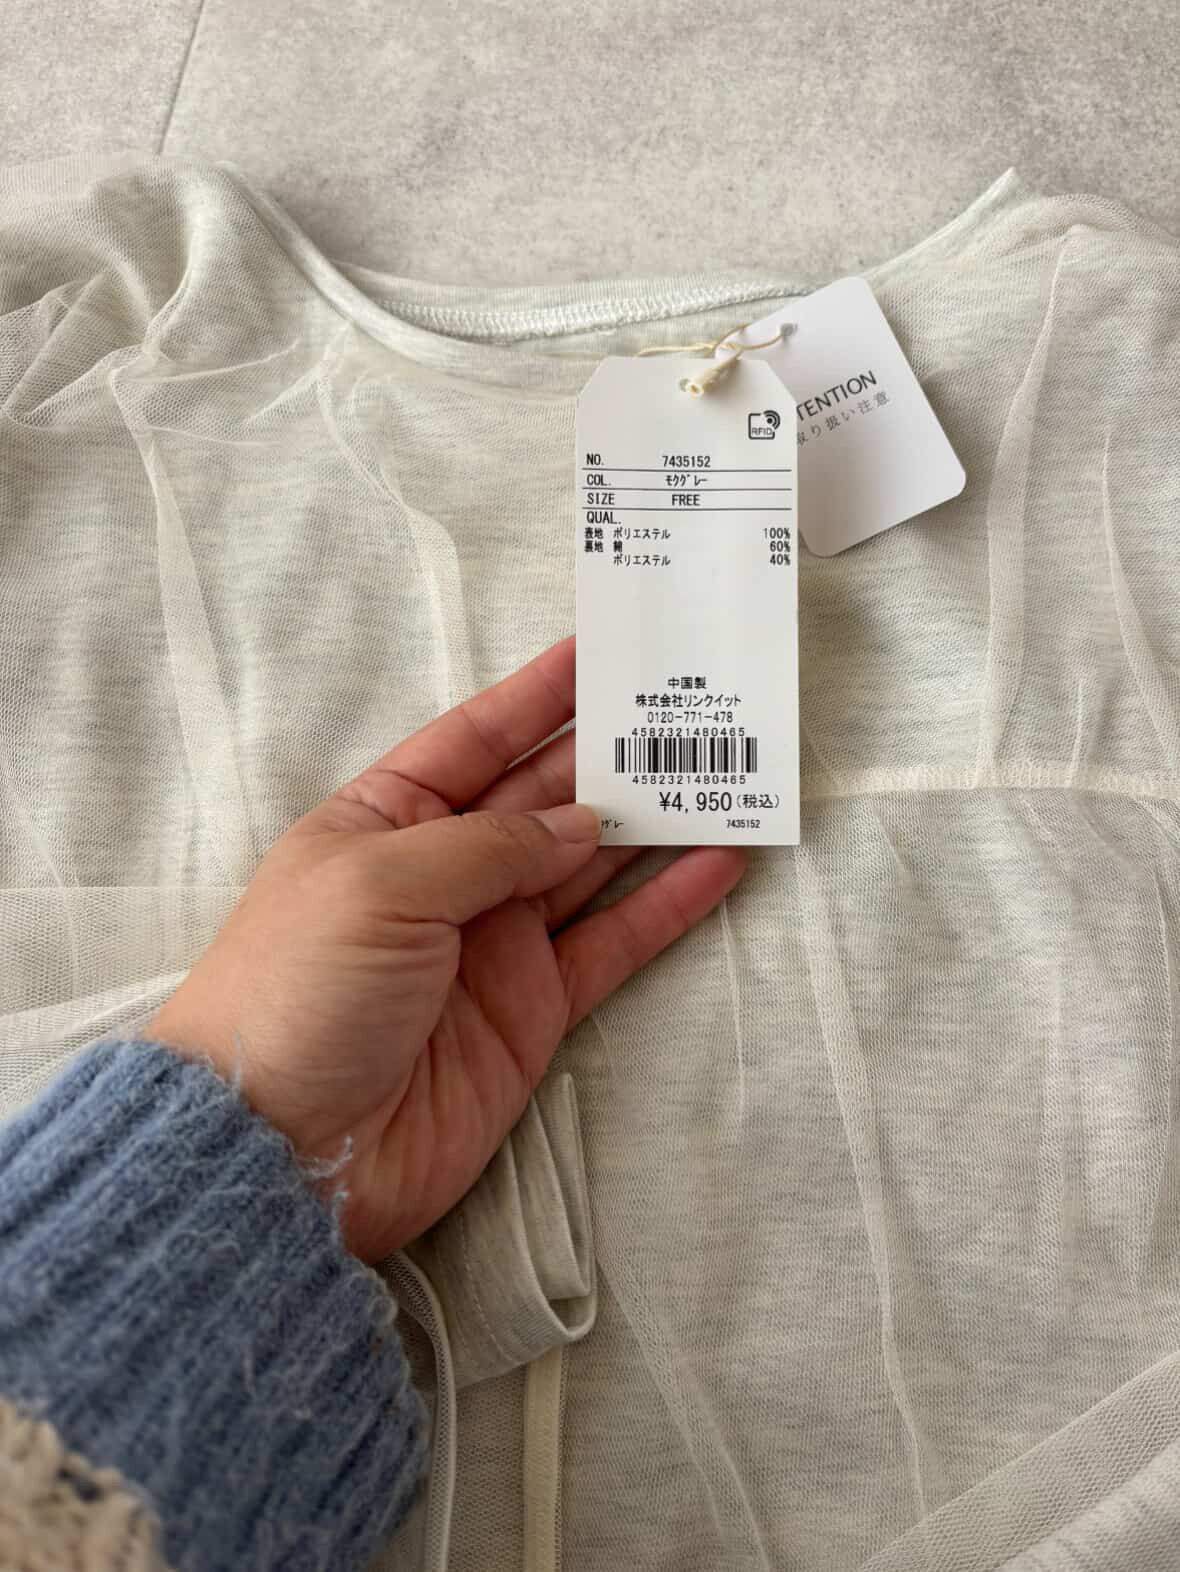 RFID
NO. 7435152
COL. モクグレー
SIZE FREE
QUAL.
表地 ポリエステル 100%
裏地 綿 60%
ポリエステル 40%
中国製
株式会社リンクイット
0120-771-478
4582321480465
4582321480465
¥4,950(税込)
グレー 7435152
TENTION
取り扱い注意